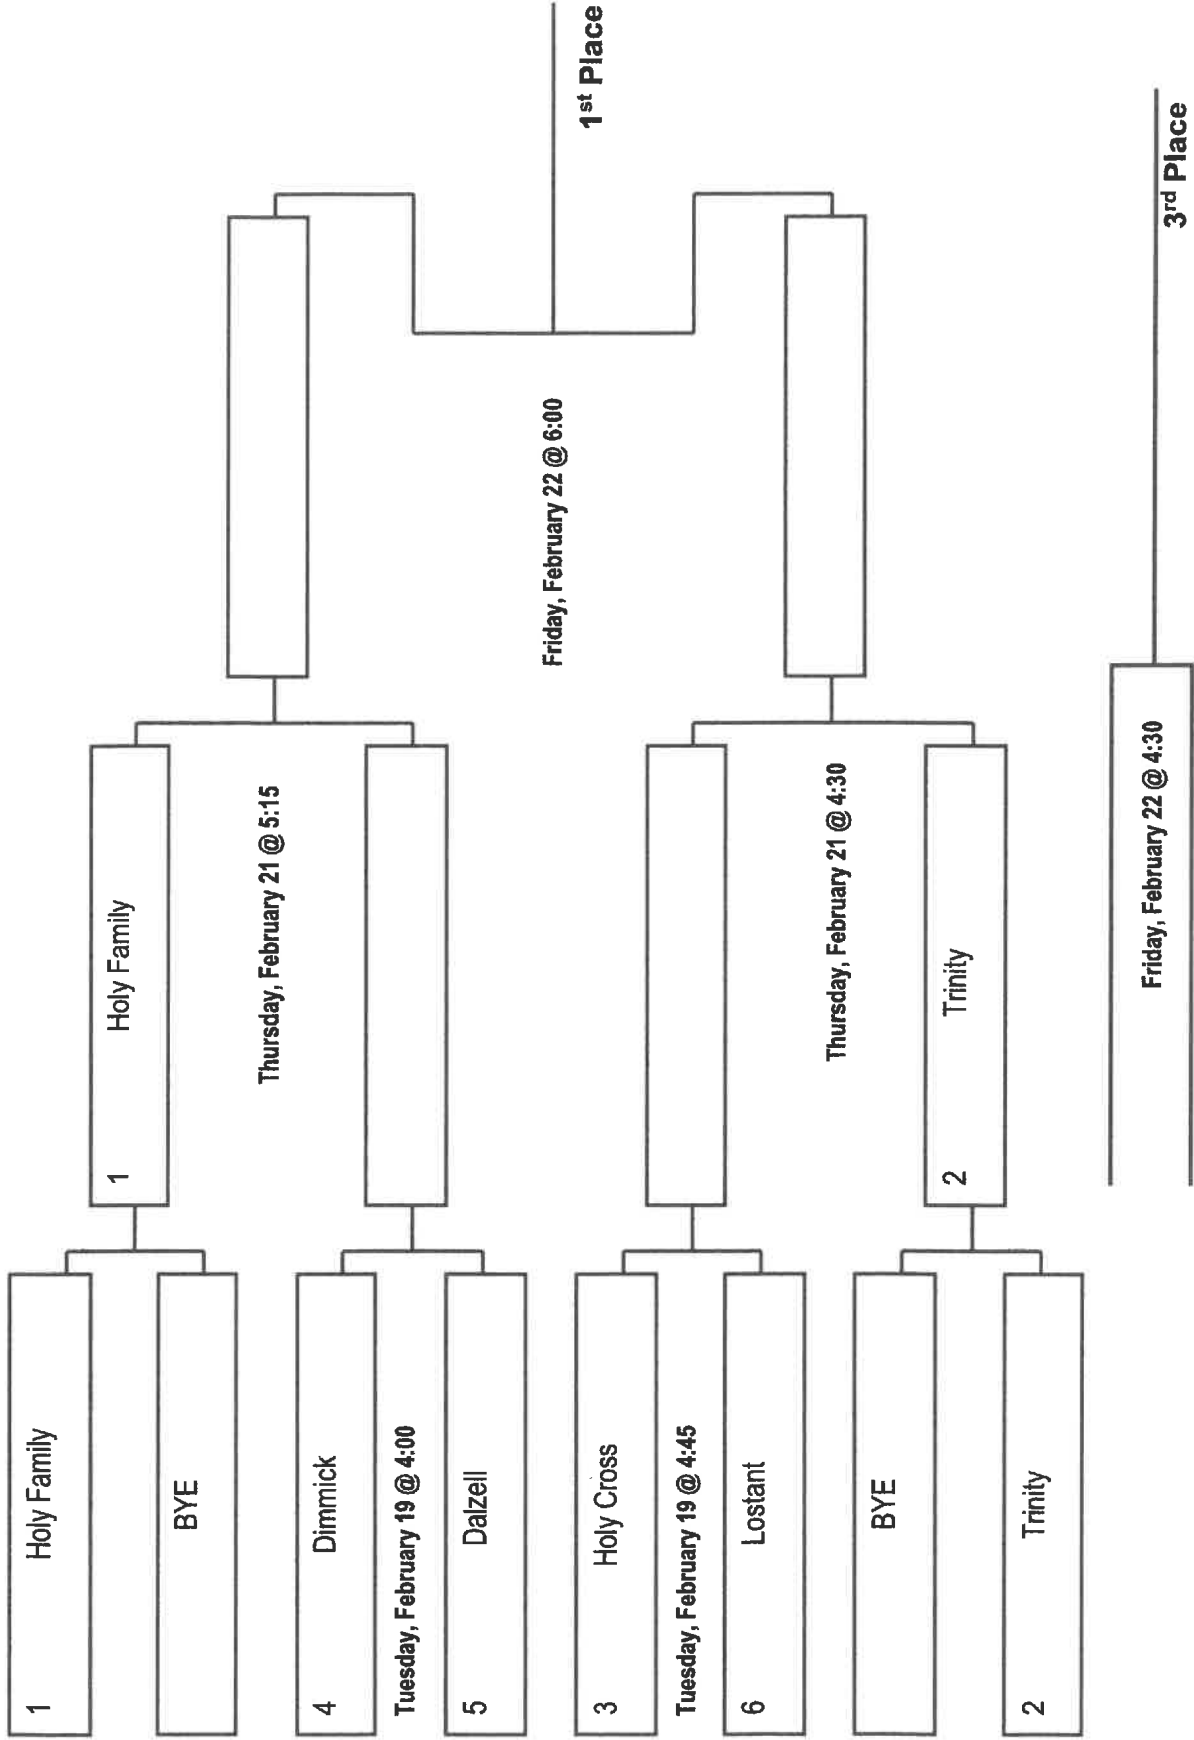 1 Holy Family
BYE
4 Dimmick
Tuesday, February 19 @ 4:00
5 Dalzell
3 Holy Cross
Tuesday, February 19 @ 4:45
6 Lostant
BYE
2 Trinity
1 Holy Family
Thursday, February 21 @ 5:15
Thursday, February 21 @ 4:30
2 Trinity
Friday, February 22 @ 6:00
1st Place
Friday, February 22 @ 4:30
3rd Place